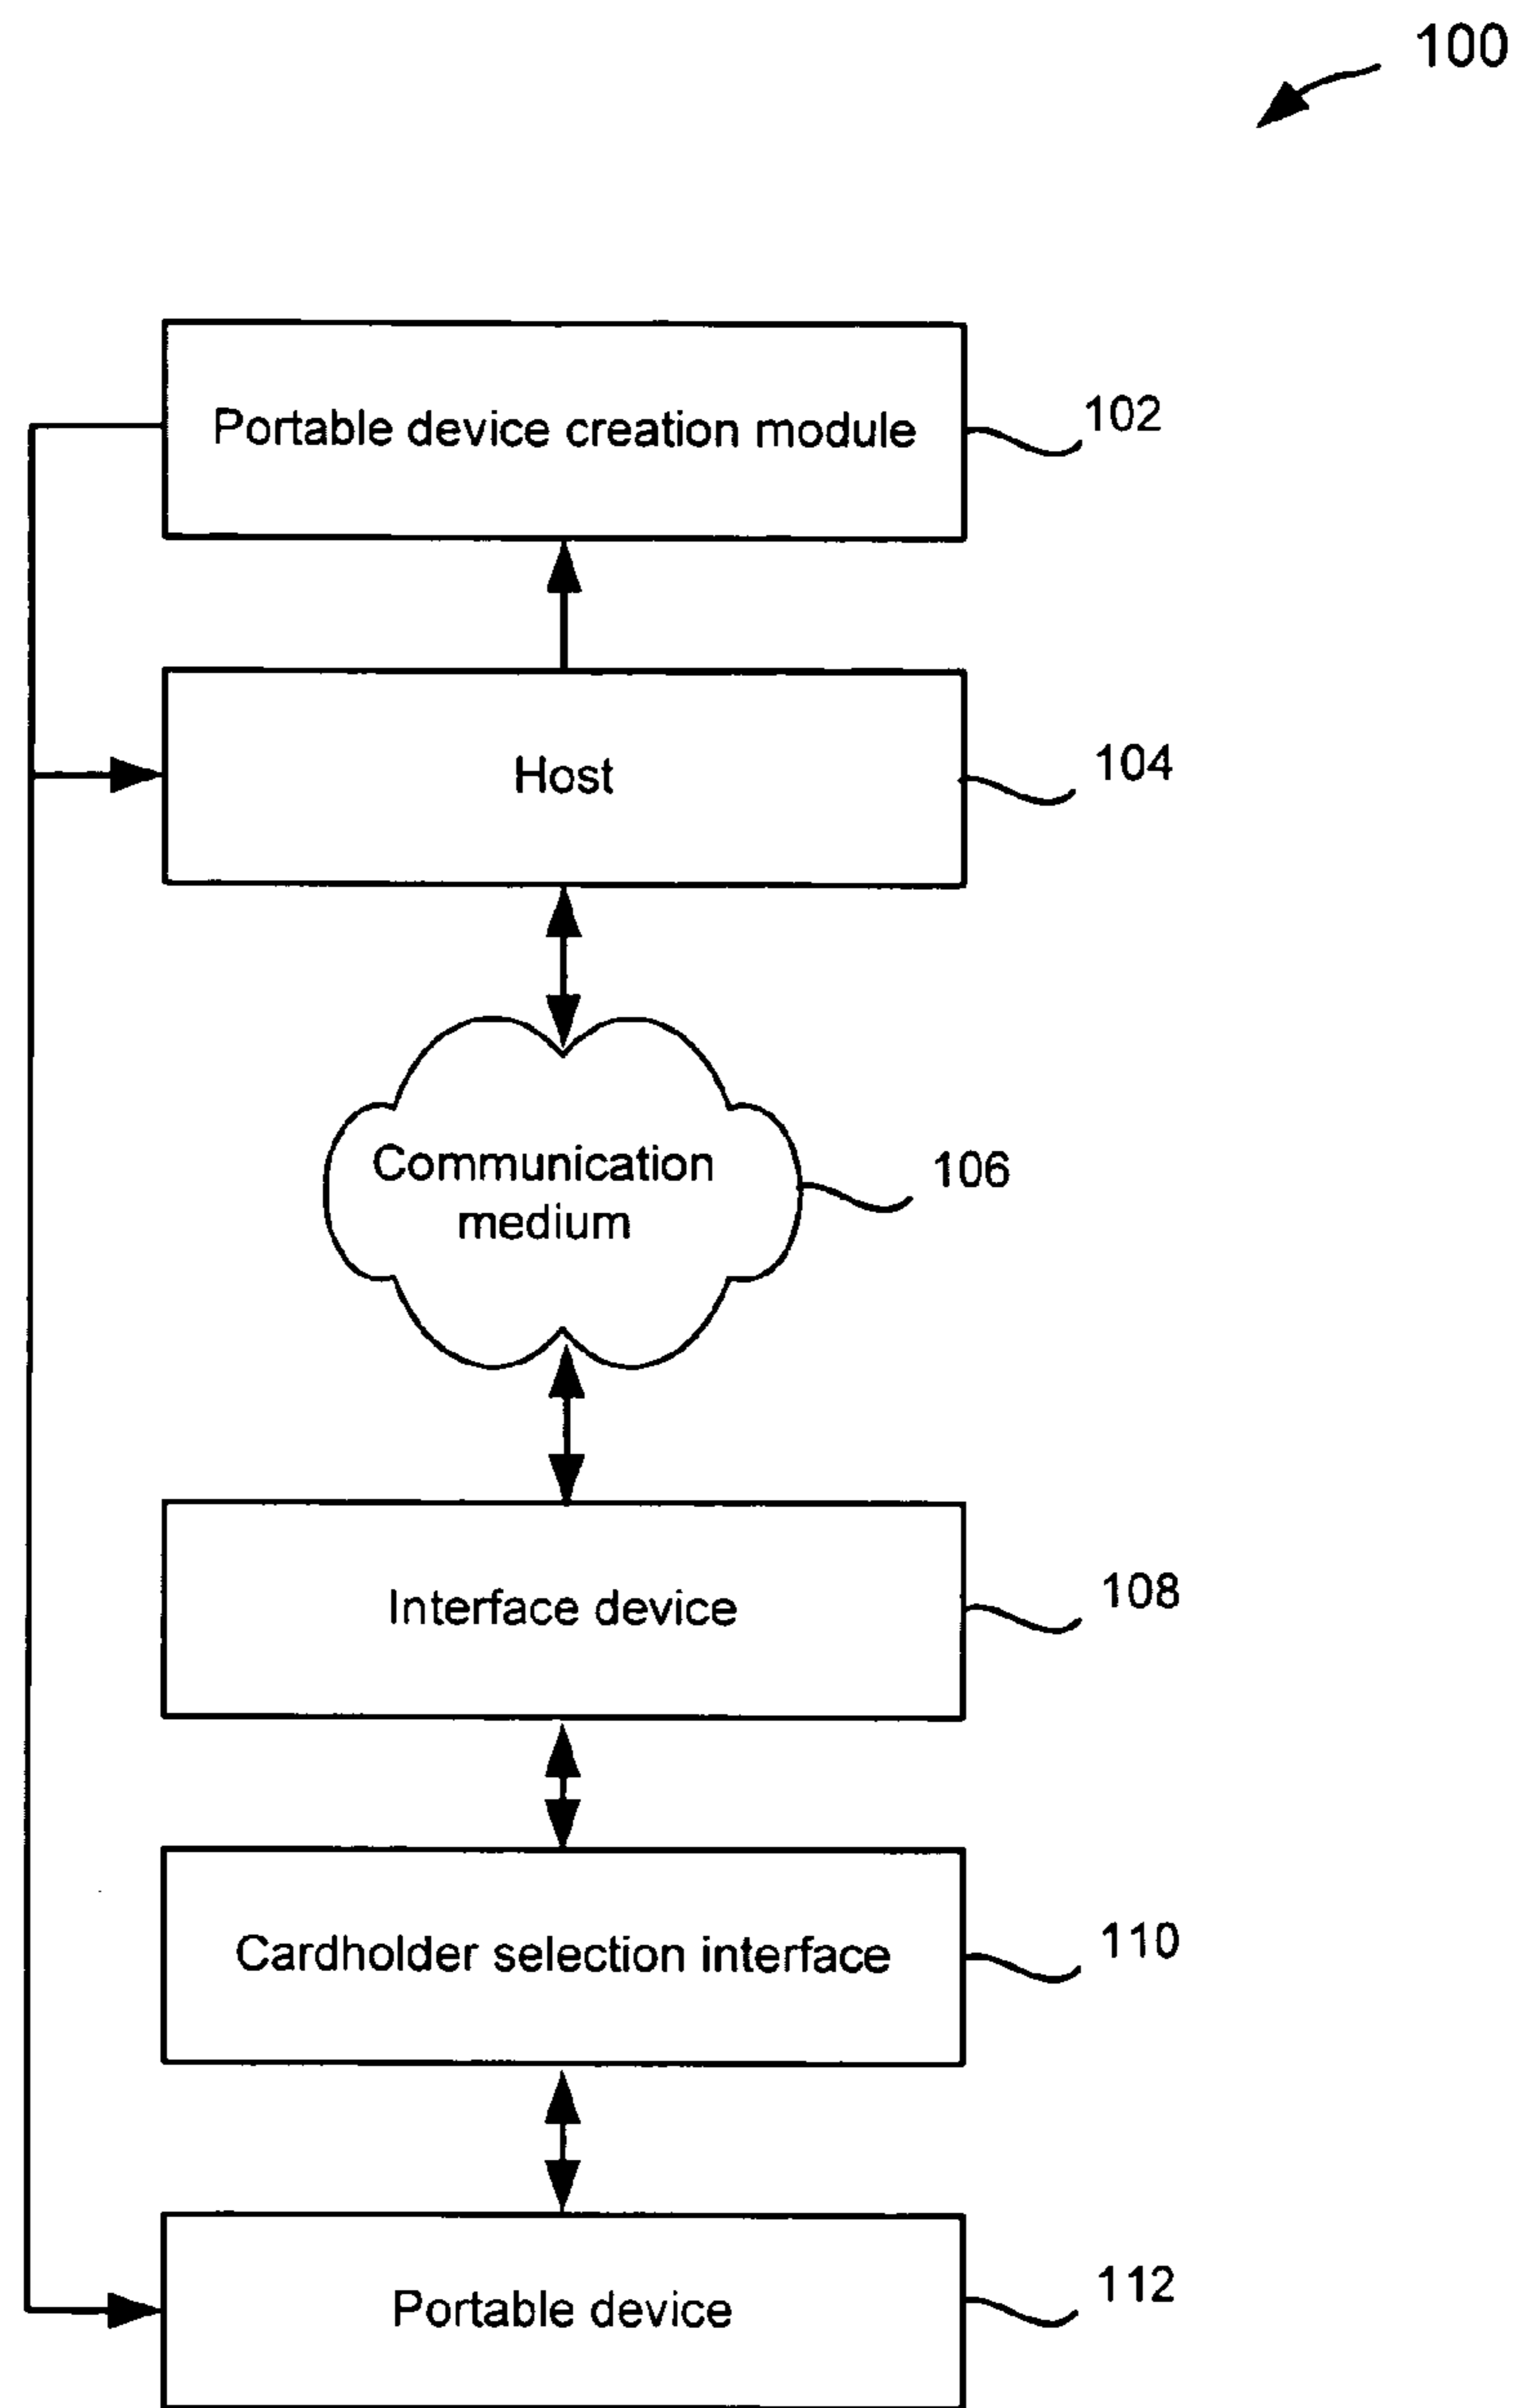 100
Portable device creation module
102
Host
104
Communication
medium
106
Interface device
108
Cardholder selection interface
110
Portable device
112